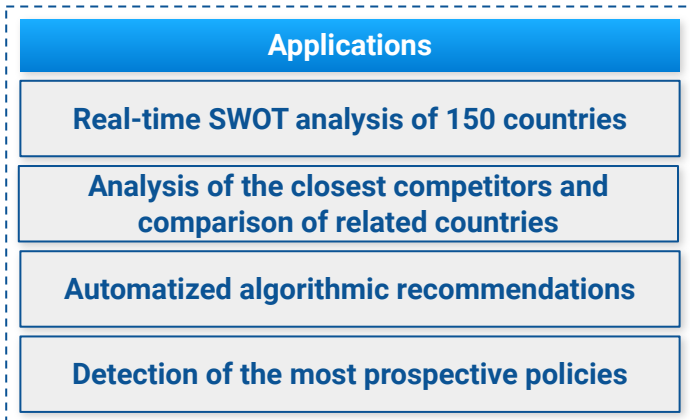 Applications
Real-time SWOT analysis of 150 countries
Analysis of the closest competitors and
comparison of related countries
Automatized algorithmic recommendations
Detection of the most prospective policies